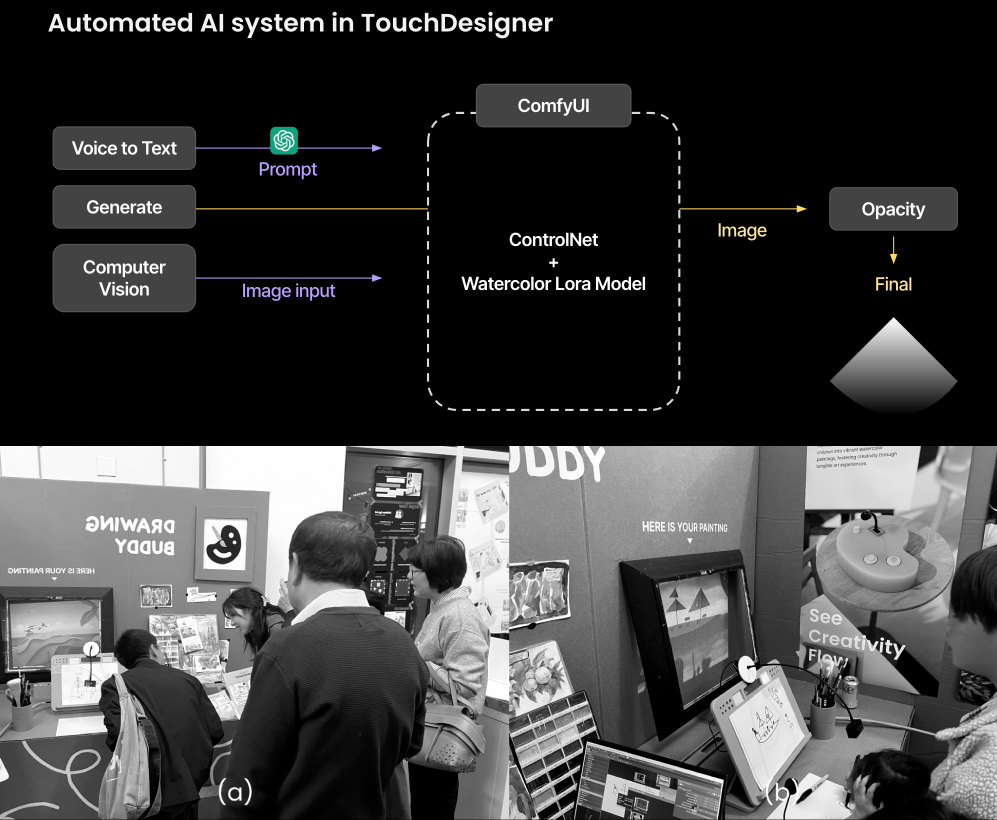 Automated AI system in TouchDesigner
ComfyUI
Voice to Text
Prompt
Generate
Computer
Vision
Image input
ControlNet
+
Watercolor Lora Model
Image
Opacity
Final
DRAWING
BUDDY
HERE IS YOUR PAINTING
(a)
UDDY
children into vibrant watercolor
paintings, fostering creativity through
tangible art experiences.
HERE IS YOUR PAINTING
See
Creativity
Flow
(b)